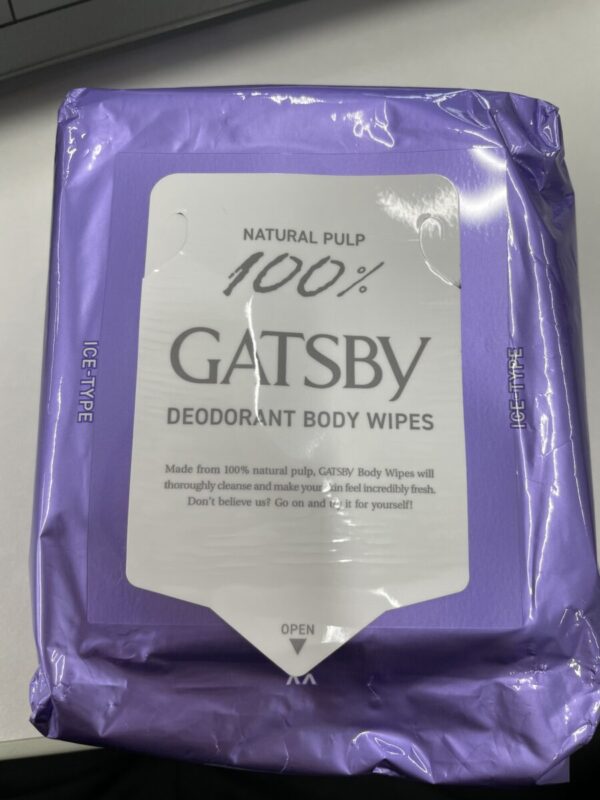 NATURAL PULP
100%
GATSBY
DEODORANT BODY WIPES
Made from 100% natural pulp, GATSBY Body Wipes will
thoroughly cleanse and make your skin feel incredibly fresh.
Don't believe us? Go on and try it for yourself!
ICE-TYPE
ICE-TYPE
OPEN